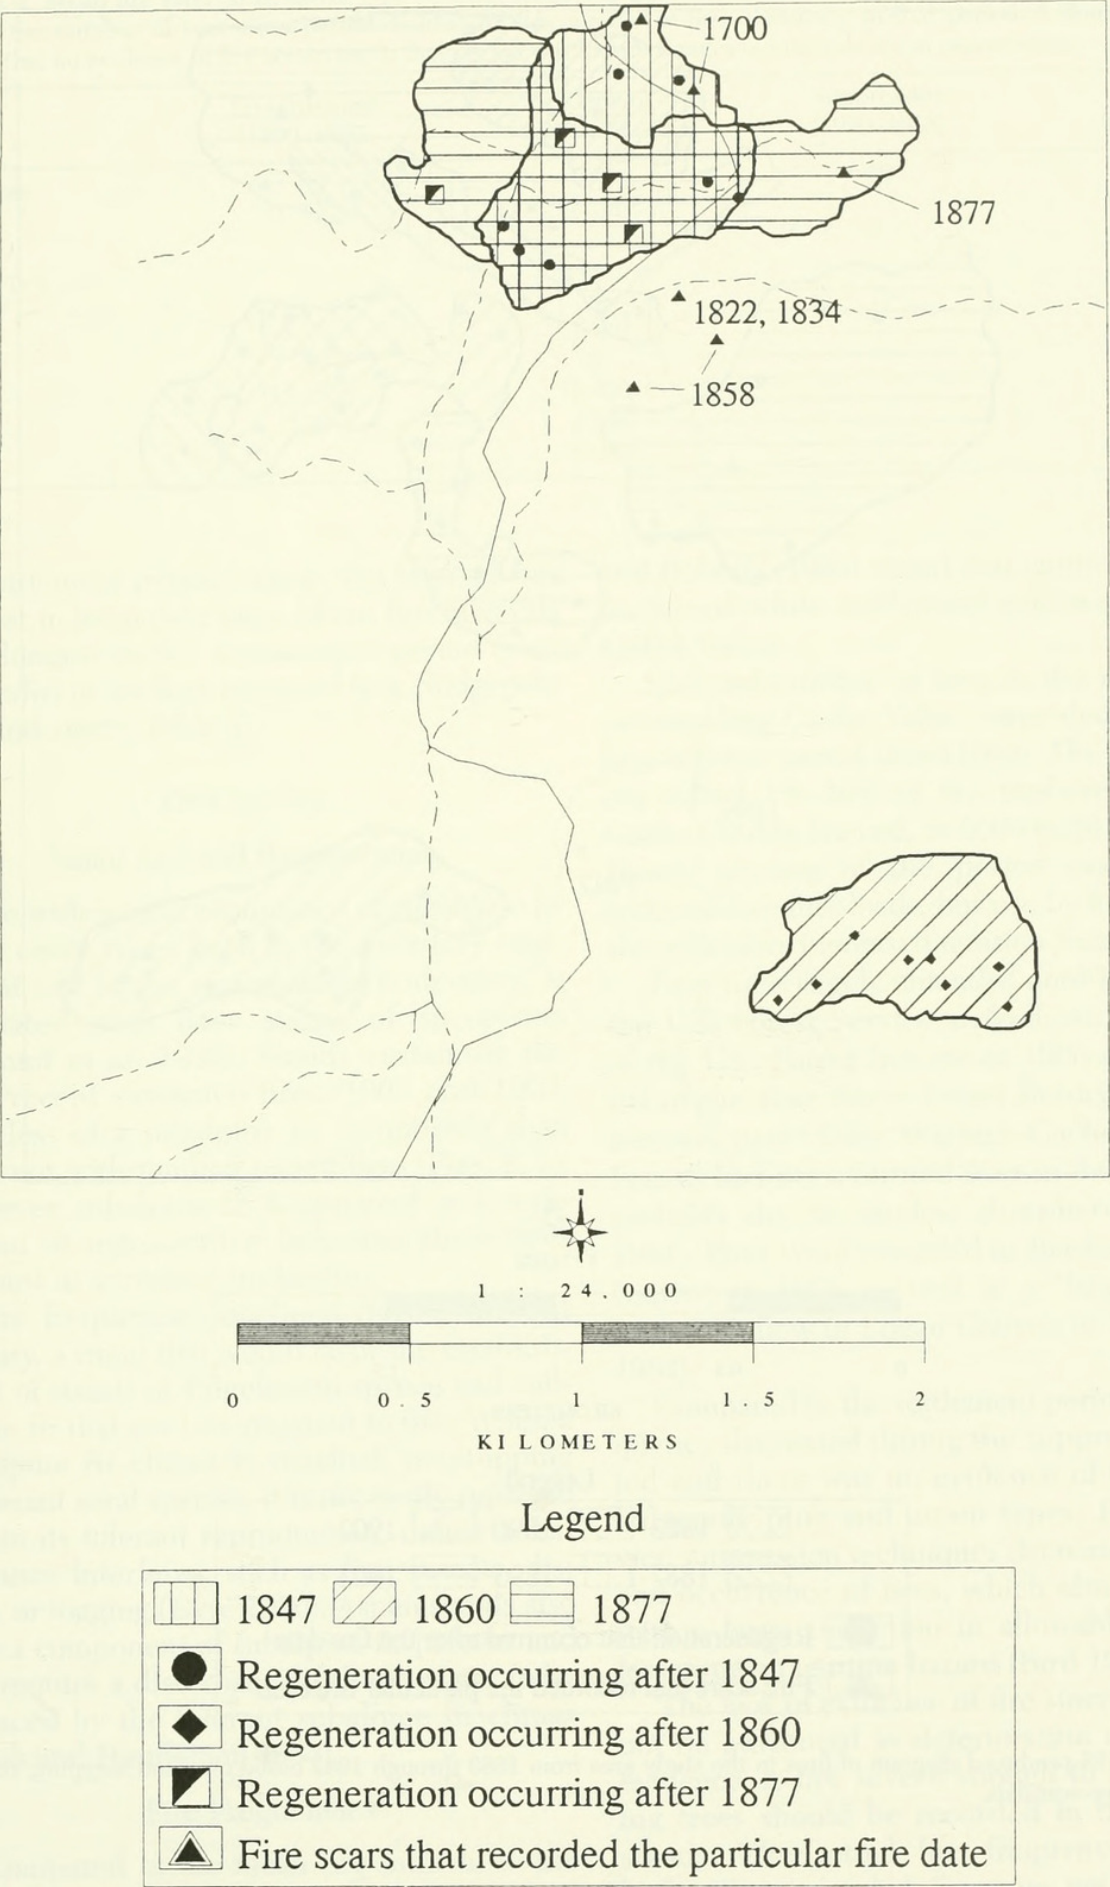 1700
1877
1822, 1834
1858
1 : 24.000
0 0.5 1 1.5 2
KILOMETERS
Legend
1847 1860 1877
Regeneration occurring after 1847
Regeneration occurring after 1860
Regeneration occurring after 1877
Fire scars that recorded the particular fire date